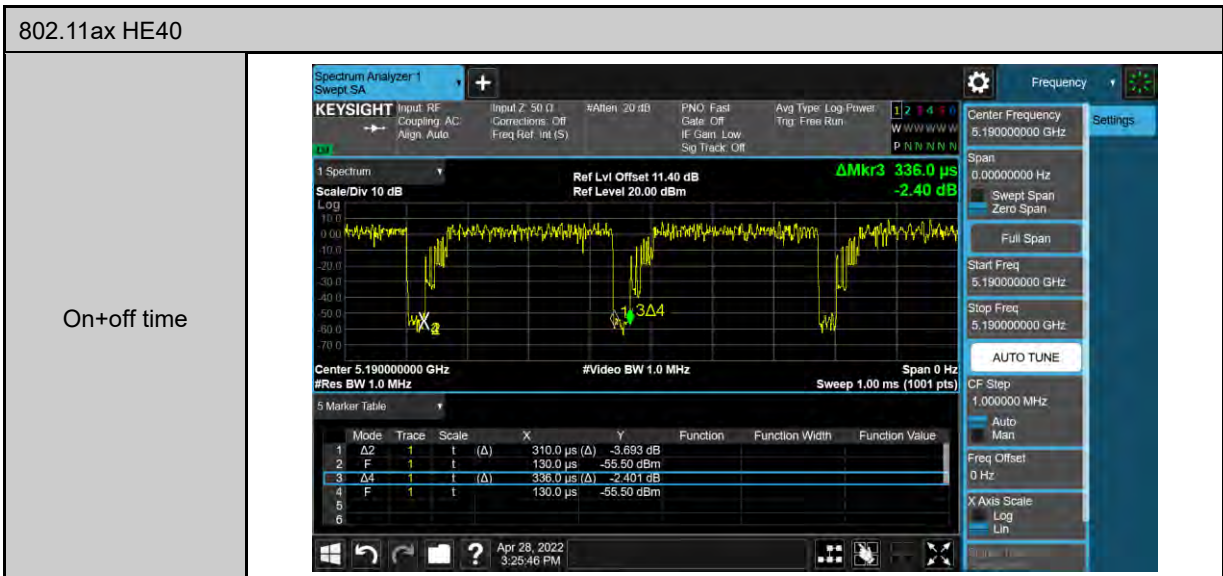 802.11ax HE40
On+off time
Spectrum Analyzer 1
Swept SA
+
Frequency
KEYSIGHT Input: RF Input Z: 50 Ω #Atten: 20 dB PNO: Fast Avg Type: Log-Power 1 2 3 4 5 6
Coupling: AC Corrections: Off Gate: Off Trig: Free Run W W W W W W
Align: Auto Freq Ref: Int (S) IF Gain: Low
Sig Track: Off P N N N N N
1 Spectrum
Ref Lvl Offset 11.40 dB ΔMkr3 336.0 µs
Scale/Div 10 dB Ref Level 20.00 dBm -2.40 dB
Log
10.0
0.00
-10.0
-20.0
-30.0
-40.0
-50.0
-60.0
-70.0
3Δ4
Center 5.190000000 GHz #Video BW 1.0 MHz Span 0 Hz
#Res BW 1.0 MHz Sweep 1.00 ms (1001 pts)
5 Marker Table
Mode Trace Scale X Y Function Function Width Function Value
1 Δ2 1 t (Δ) 310.0 µs (Δ) -3.693 dB
2 F 1 t 130.0 µs -55.50 dBm
3 Δ4 1 t (Δ) 336.0 µs (Δ) -2.401 dB
4 F 1 t 130.0 µs -55.50 dBm
5
6
Center Frequency
5.190000000 GHz
Settings
Span
0.00000000 Hz
Swept Span
Zero Span
Full Span
Start Freq
5.190000000 GHz
Stop Freq
5.190000000 GHz
AUTO TUNE
CF Step
1.000000 MHz
Auto
Man
Freq Offset
0 Hz
X Axis Scale
Log
Lin
? Apr 28, 2022
3:25:46 PM